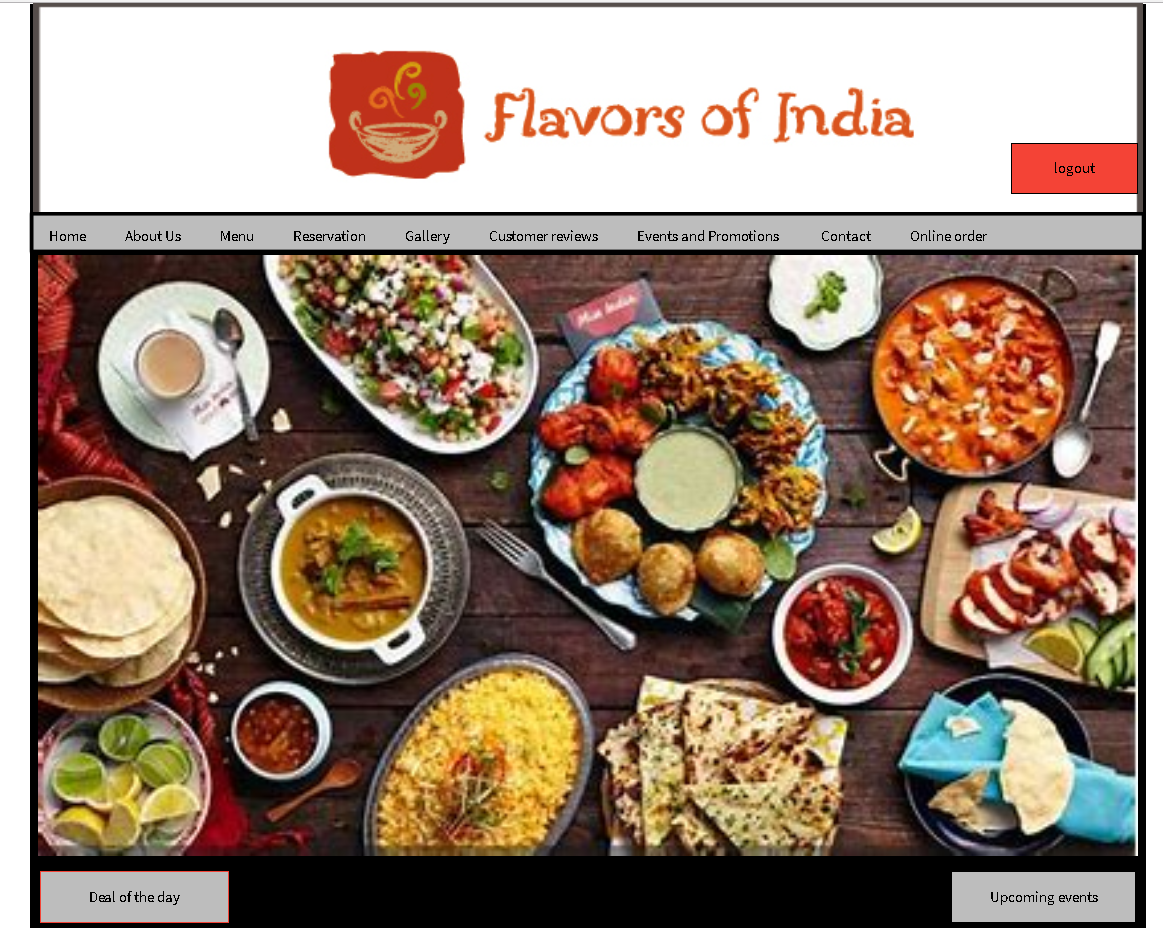 Flavors of India
logout
Home About Us Menu Reservation Gallery Customer reviews Events and Promotions Contact Online order
Deal of the day
Upcoming events